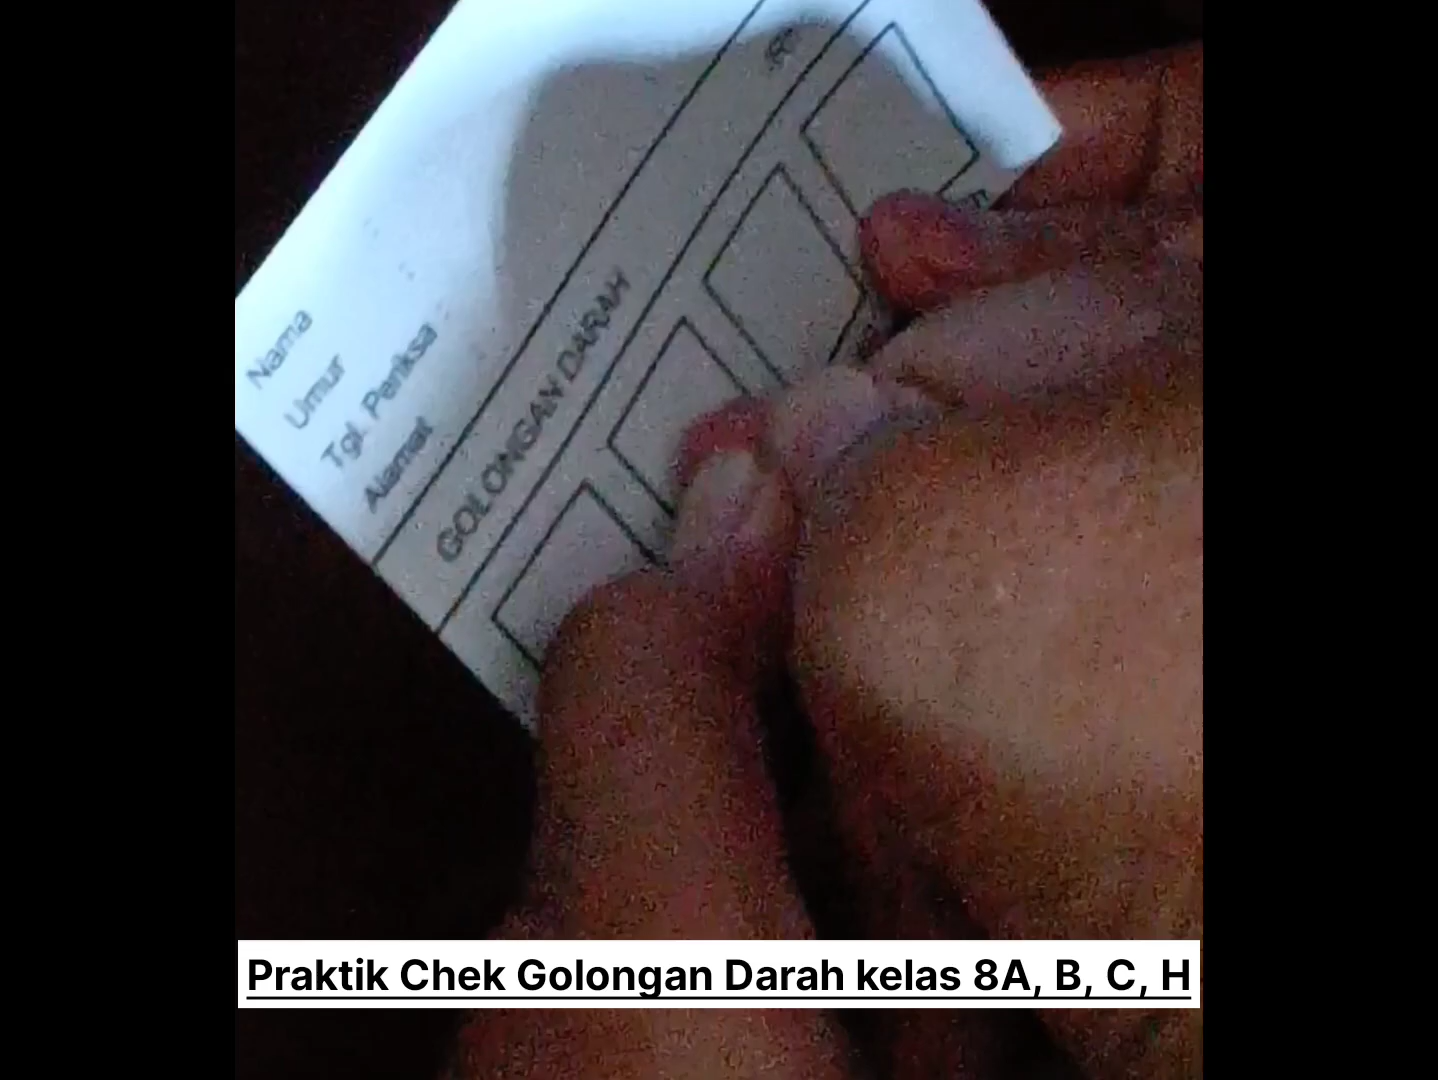 Nama
Umur
Tgl. Periksa :
Alamat
GOLONGAN DARAH
Praktik Chek Golongan Darah kelas 8A, B, C, H